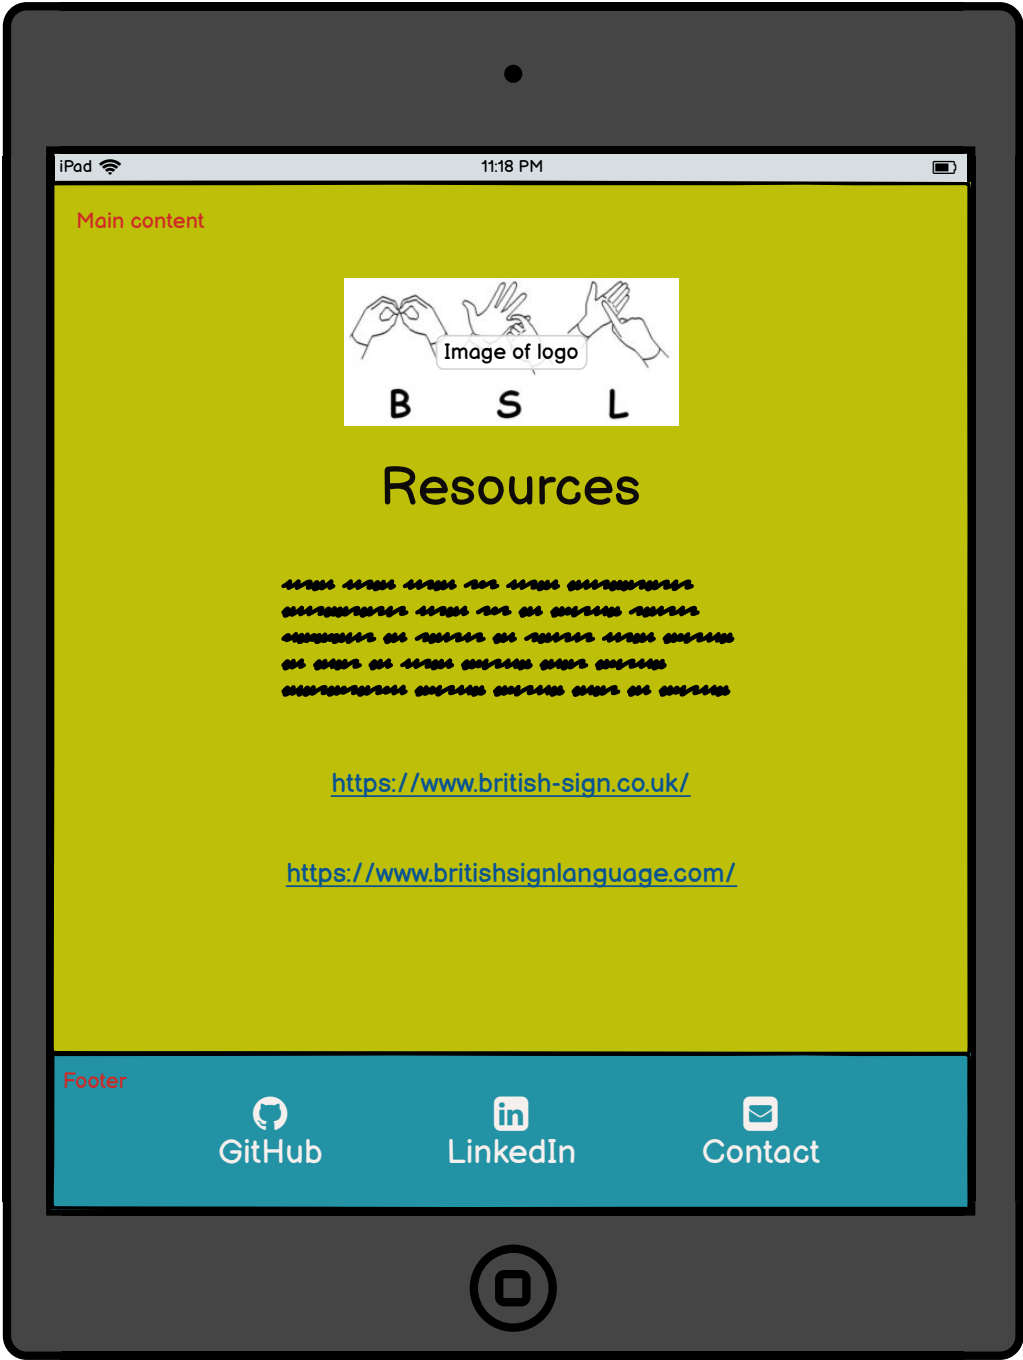 iPad 11:18 PM
Main content
Image of logo
B S L
Resources
https://www.british-sign.co.uk/
https://www.britishsignlanguage.com/
Footer
GitHub LinkedIn Contact